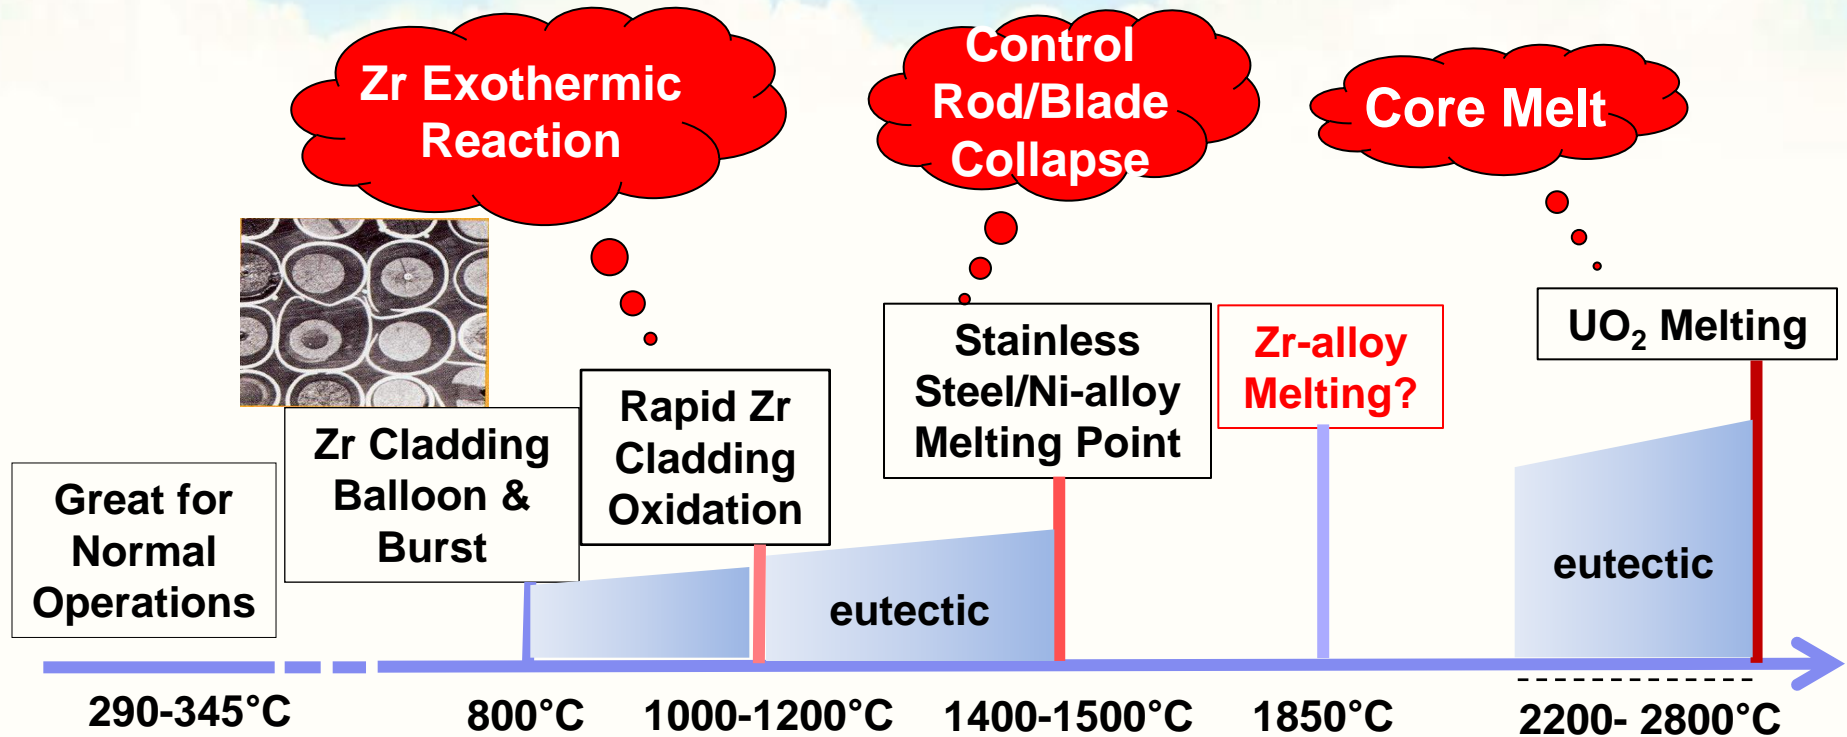 Zr Exothermic
Reaction
Control
Rod/Blade
Collapse
Core Melt
Great for
Normal
Operations
Zr Cladding
Balloon &
Burst
Rapid Zr
Cladding
Oxidation
Stainless
Steel/Ni-alloy
Melting Point
Zr-alloy
Melting?
UO₂ Melting
eutectic
eutectic
290-345°C
800°C
1000-1200°C
1400-1500°C
1850°C
2200- 2800°C